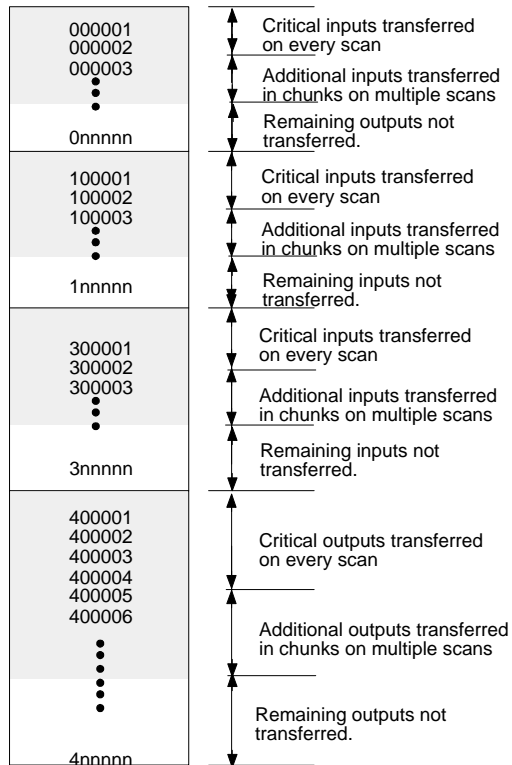 000001
000002
000003
0nnnnn
Critical inputs transferred
on every scan
Additional inputs transferred
in chunks on multiple scans
Remaining outputs not
transferred.
100001
100002
100003
1nnnnn
Critical inputs transferred
on every scan
Additional inputs transferred
in chunks on multiple scans
Remaining inputs not
transferred.
300001
300002
300003
3nnnnn
Critical inputs transferred
on every scan
Additional inputs transferred
in chunks on multiple scans
Remaining inputs not
transferred.
400001
400002
400003
400004
400005
400006
4nnnnn
Critical outputs transferred
on every scan
Additional outputs transferred
in chunks on multiple scans
Remaining outputs not
transferred.